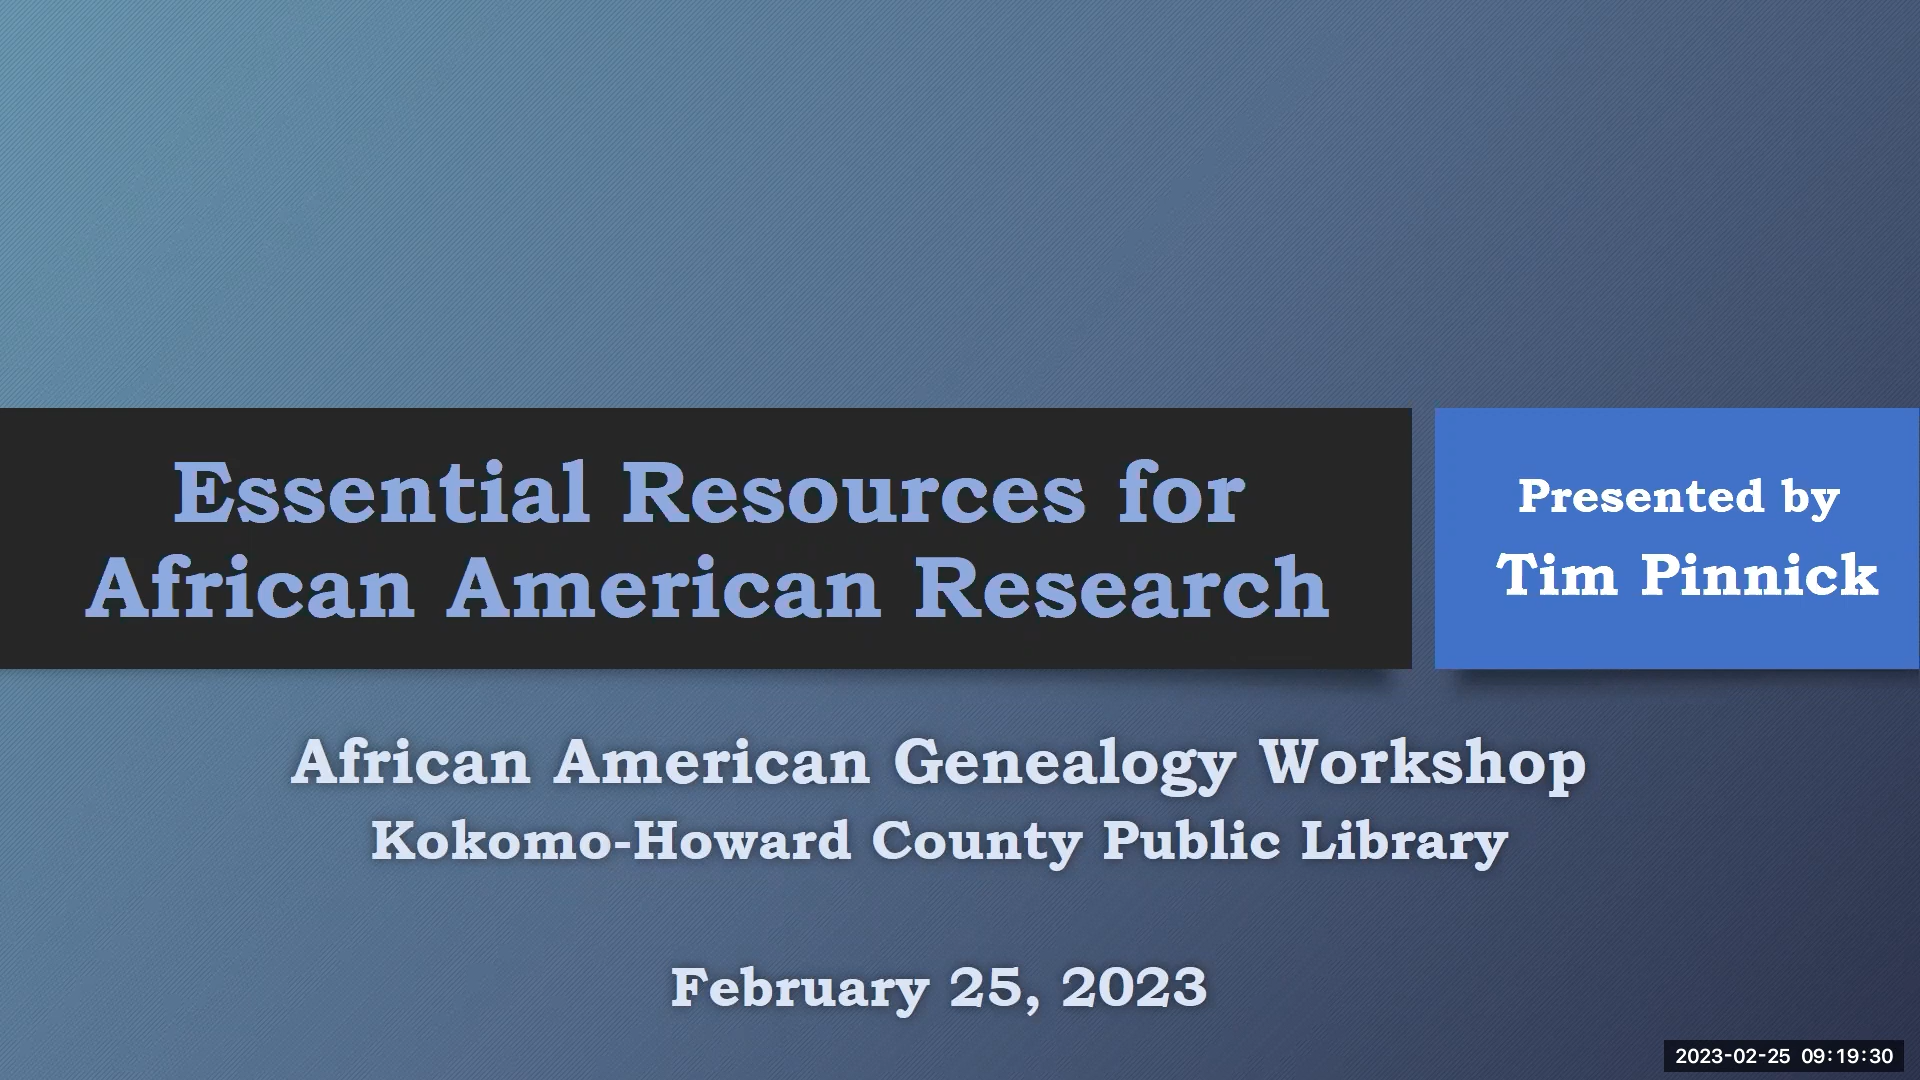 Essential Resources for
African American Research
Presented by
Tim Pinnick
African American Genealogy Workshop
Kokomo-Howard County Public Library
February 25, 2023
2023-02-25 09:19:30